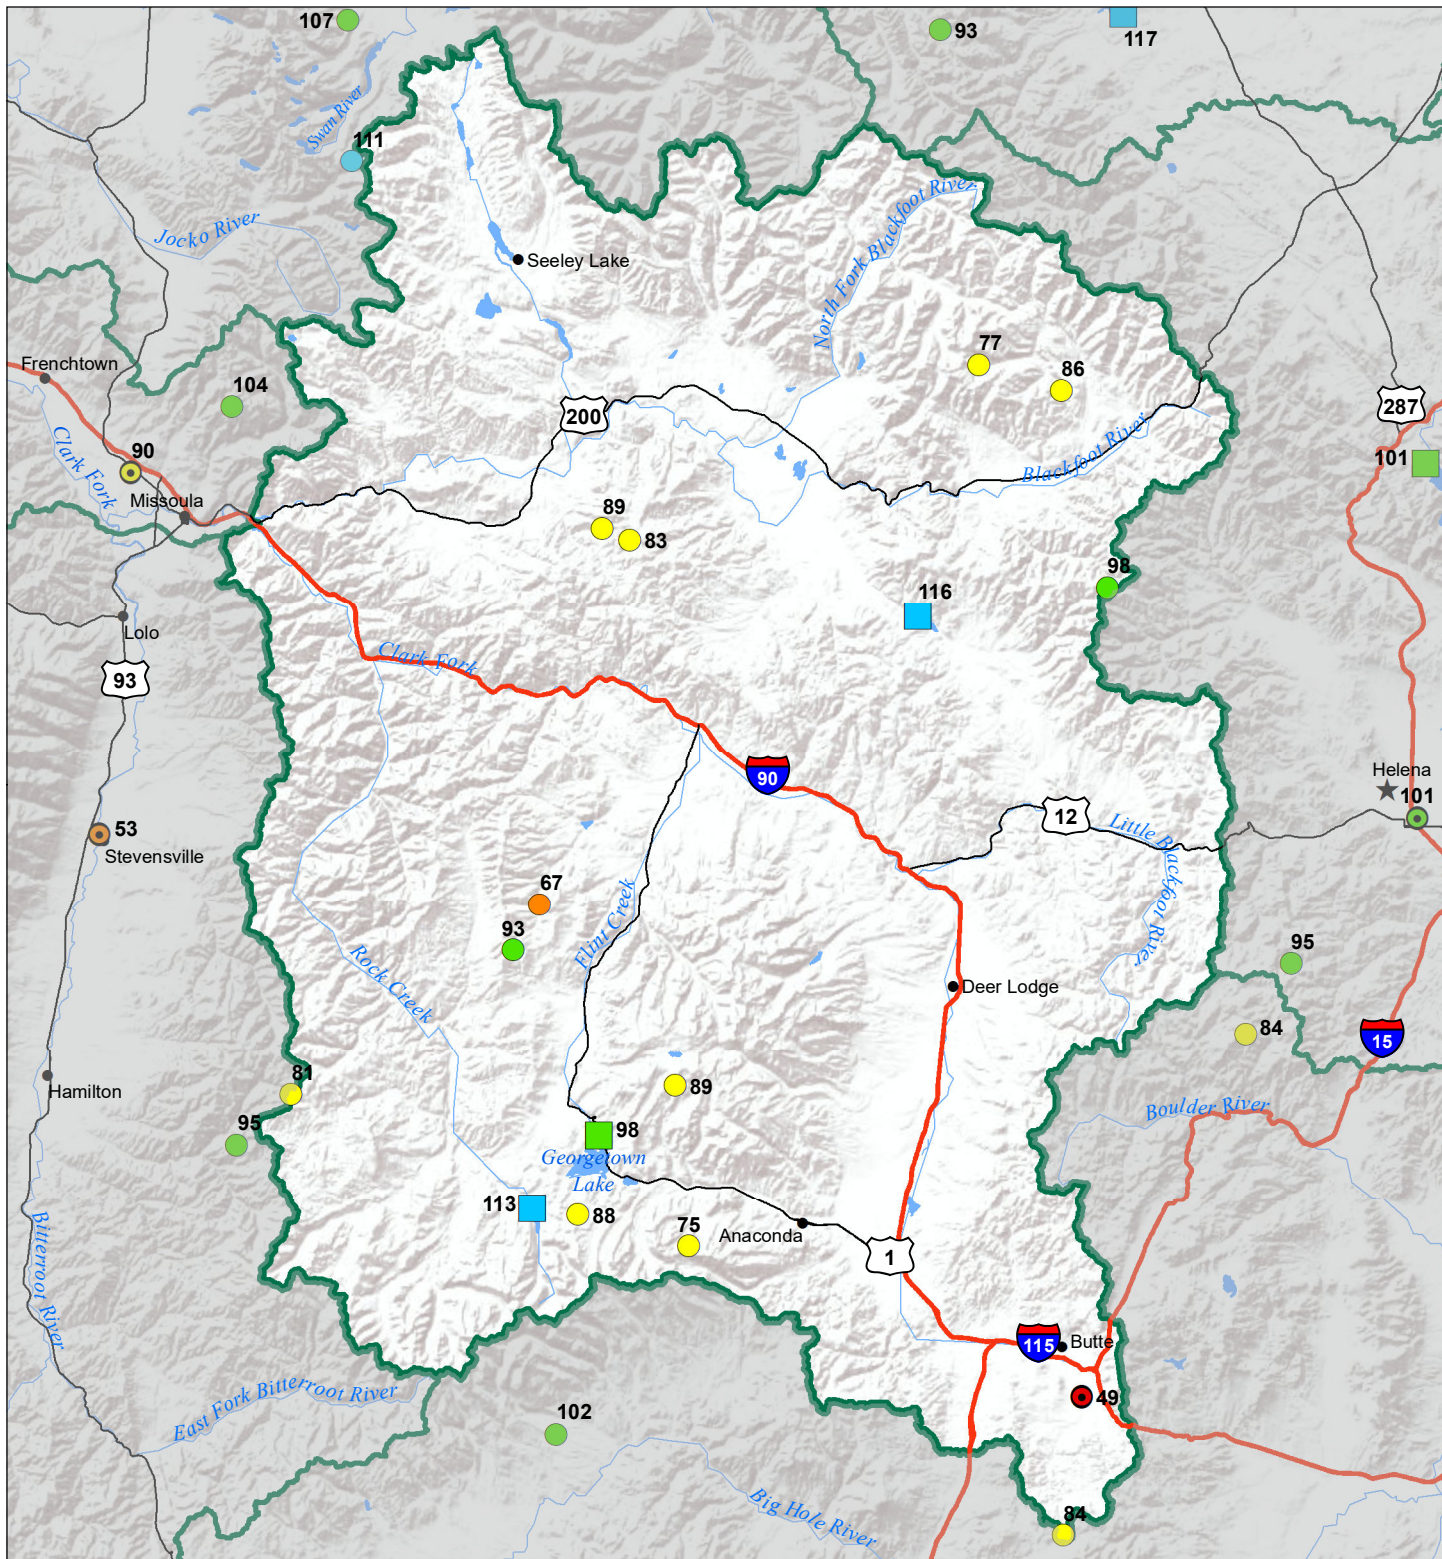 107
93
117
Swan River
111
Jocko River
North Fork Blackfoot River
Seeley Lake
77
86
Frenchtown
104
200
287
Clark Fork
90
Blackfoot River
101
Missoula
89
83
98
116
Lolo
Clark Fork
93
90
Helena
101
12
Little Blackfoot River
53
Stevensville
67
Flint Creek
93
Rock Creek
95
Deer Lodge
84
15
81
Hamilton
89
Boulder River
95
98
Georgetown
Lake
113
88
75
Anaconda
1
Bitterroot River
115
Butte
East Fork Bitterroot River
49
102
Big Hole River
84